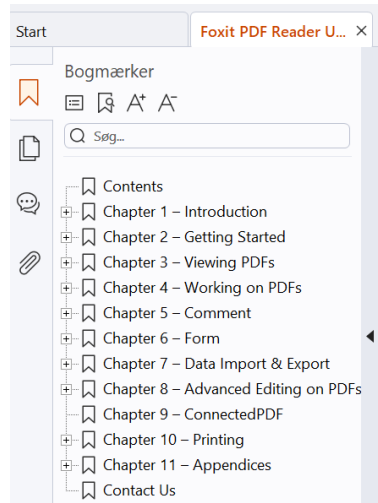 Start
Foxit PDF Reader U...
Bogmærker
Søg...
Contents
Chapter 1 – Introduction
Chapter 2 – Getting Started
Chapter 3 – Viewing PDFs
Chapter 4 – Working on PDFs
Chapter 5 – Comment
Chapter 6 – Form
Chapter 7 – Data Import & Export
Chapter 8 – Advanced Editing on PDFs
Chapter 9 – ConnectedPDF
Chapter 10 – Printing
Chapter 11 – Appendices
Contact Us